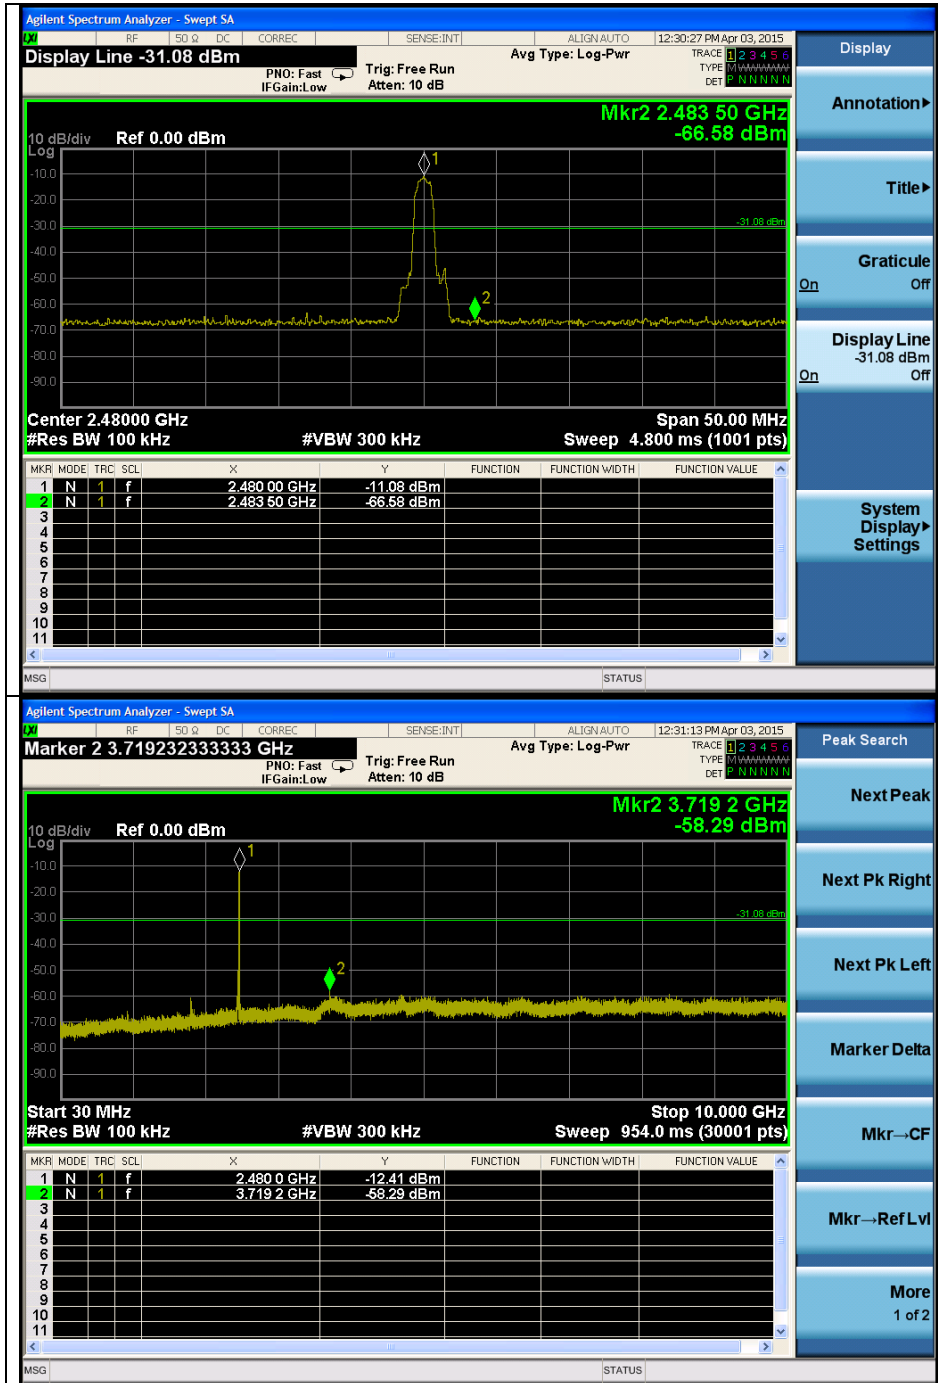 Agilent Spectrum Analyzer - Swept SA
LXI RF 50 Ω DC CORREC SENSE:INT ALIGN AUTO 12:30:27 PM Apr 03, 2015
Display Line -31.08 dBm
PNO: Fast
IFGain:Low
Trig: Free Run
Atten: 10 dB
Avg Type: Log-Pwr
TRACE 1 2 3 4 5 6
TYPE M WWWWW
DET P N N N N N
Mkr2 2.483 50 GHz
-66.58 dBm
10 dB/div Ref 0.00 dBm
Log
1
-10.0
-20.0
-30.0
-31.08 dBm
-40.0
-50.0
-60.0
2
-70.0
-80.0
-90.0
Center 2.48000 GHz Span 50.00 MHz
#Res BW 100 kHz #VBW 300 kHz Sweep 4.800 ms (1001 pts)
MKR MODE TRC SCL X Y FUNCTION FUNCTION WIDTH FUNCTION VALUE
1 N 1 f 2.480 00 GHz -11.08 dBm
2 N 1 f 2.483 50 GHz -66.58 dBm
3
4
5
6
7
8
9
10
11
MSG STATUS
Display
Annotation
Title
Graticule
On Off
Display Line
-31.08 dBm
On Off
System
Display
Settings
Agilent Spectrum Analyzer - Swept SA
LXI RF 50 Ω DC CORREC SENSE:INT ALIGN AUTO 12:31:13 PM Apr 03, 2015
Marker 2 3.719232333333 GHz
PNO: Fast
IFGain:Low
Trig: Free Run
Atten: 10 dB
Avg Type: Log-Pwr
TRACE 1 2 3 4 5 6
TYPE M WWWWW
DET P N N N N N
Mkr2 3.719 2 GHz
-58.29 dBm
10 dB/div Ref 0.00 dBm
Log
1
-10.0
-20.0
-30.0
-31.08 dBm
-40.0
-50.0
2
-60.0
-70.0
-80.0
-90.0
Start 30 MHz Stop 10.000 GHz
#Res BW 100 kHz #VBW 300 kHz Sweep 954.0 ms (30001 pts)
MKR MODE TRC SCL X Y FUNCTION FUNCTION WIDTH FUNCTION VALUE
1 N 1 f 2.480 0 GHz -12.41 dBm
2 N 1 f 3.719 2 GHz -58.29 dBm
3
4
5
6
7
8
9
10
11
MSG STATUS
Peak Search
Next Peak
Next Pk Right
Next Pk Left
Marker Delta
Mkr→CF
Mkr→Ref Lvl
More
1 of 2